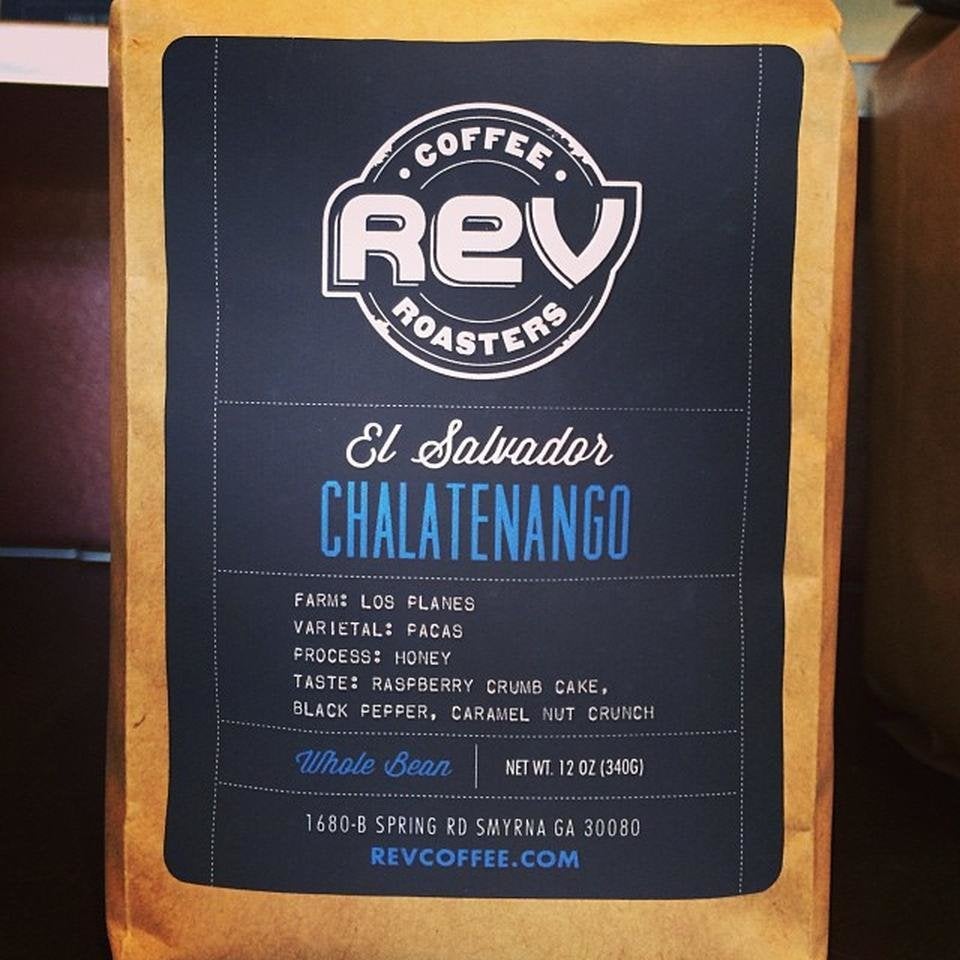 COFFEE
Rev
ROASTERS
El Salvador
CHALATENANGO
FARM: LOS PLANES
VARIETAL: PACAS
PROCESS: HONEY
TASTE: RASPBERRY CRUMB CAKE,
BLACK PEPPER, CARAMEL NUT CRUNCH
Whole Bean NET WT. 12 OZ (340G)
1680-B SPRING RD SMYRNA GA 30080
REVCOFFEE.COM